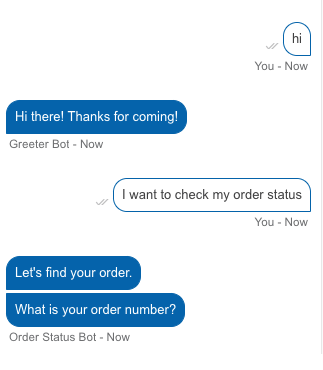 hi
You - Now
Hi there! Thanks for coming!
Greeter Bot - Now
I want to check my order status
You - Now
Let's find your order.
What is your order number?
Order Status Bot - Now